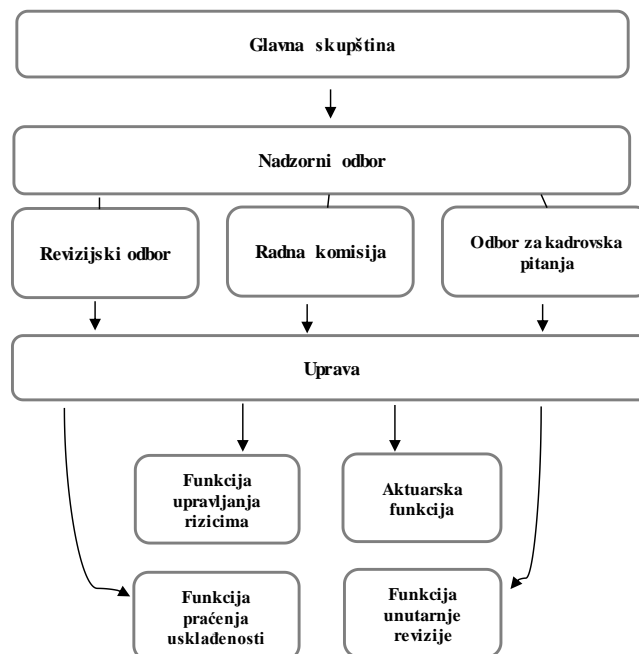 Glavna skupština
Nadzorni odbor
Revizijski odbor
Radna komisija
Odbor za kadrovska
pitanja
Uprava
Funkcija
upravljanja
rizicima
Aktuarska
funkcija
Funkcija
praćenja
usklađenosti
Funkcija
unutarnje
revizije